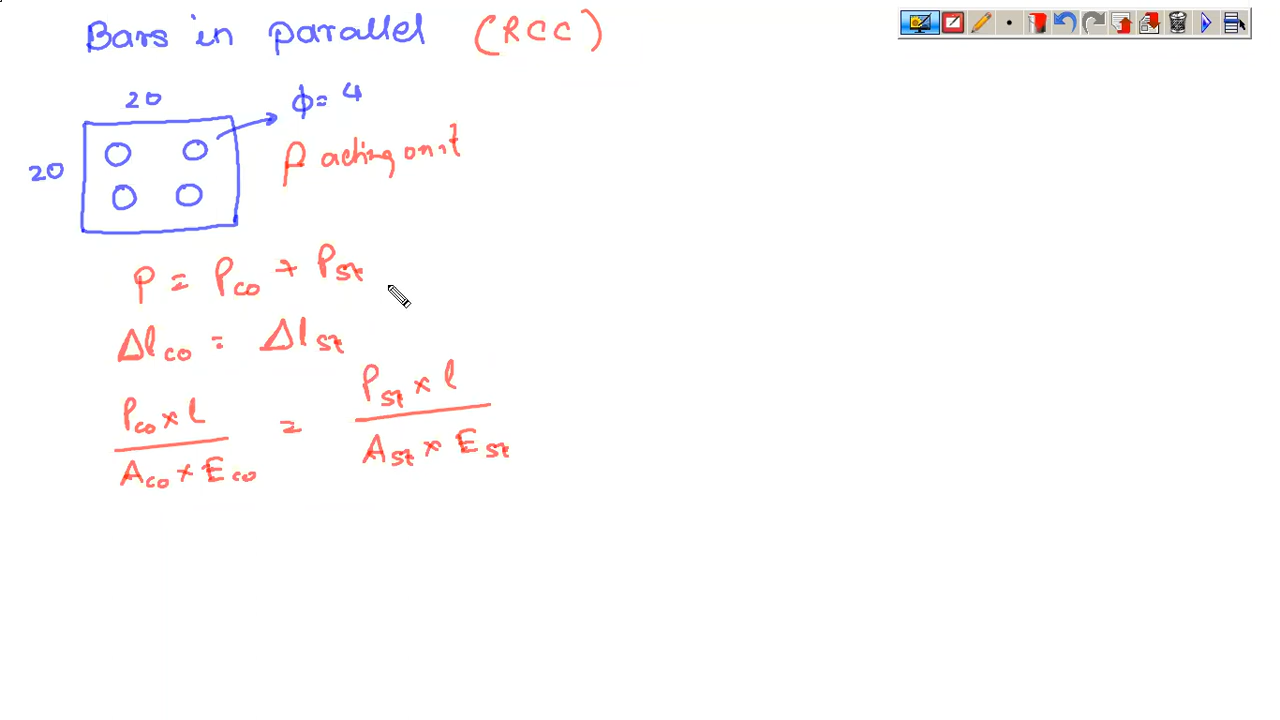 Bars in parallel (RCC)
20
ϕ= 4
20
P acting on it
P = Pco + Pst
Δlco = Δlst
Pco × l / Aco × Eco = Pst × l / Ast × Est